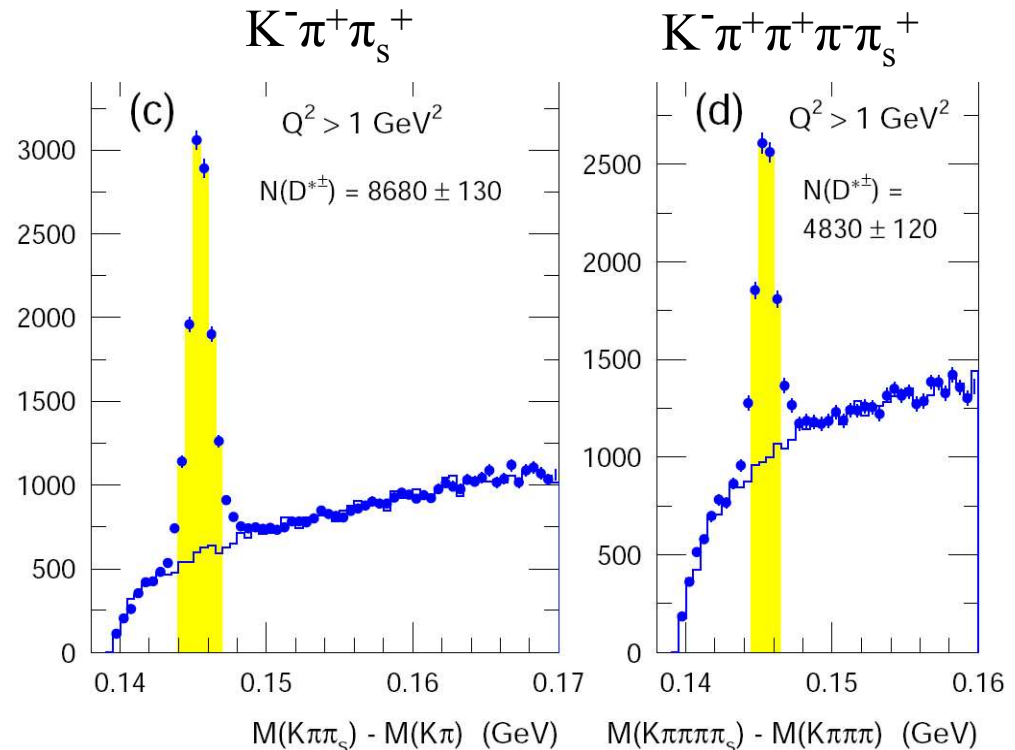 K⁻π⁺πₛ⁺
K⁻π⁺π⁺π⁻πₛ⁺
(c)
Q² > 1 GeV²
N(D*±) = 8680 ± 130
3000
2500
2000
1500
1000
500
0
0.14 0.15 0.16 0.17
M(Kππₛ) - M(Kπ) (GeV)
(d)
Q² > 1 GeV²
N(D*±) =
4830 ± 120
2500
2000
1500
1000
500
0
0.14 0.15 0.16
M(Kππππₛ) - M(Kπππ) (GeV)